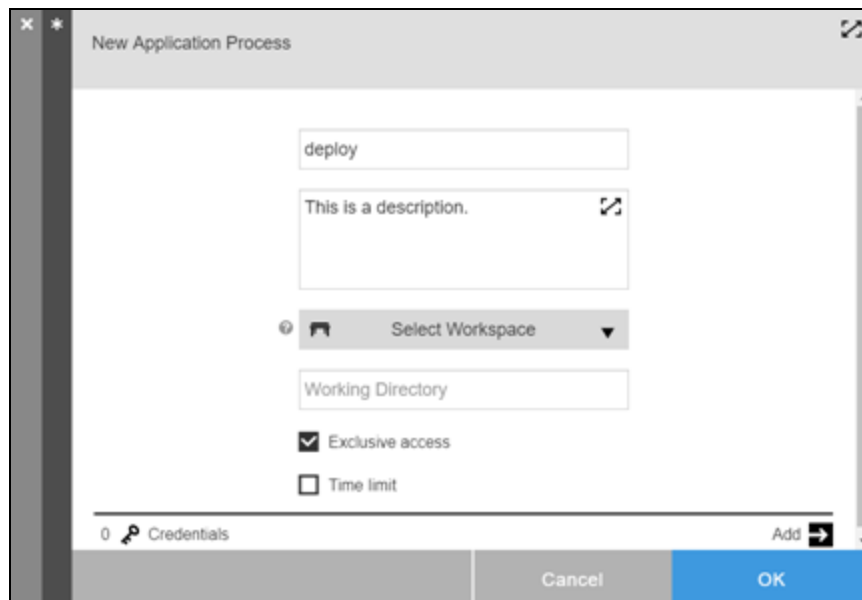 New Application Process
deploy
This is a description.
Select Workspace
Working Directory
Exclusive access
Time limit
0 Credentials Add
Cancel OK